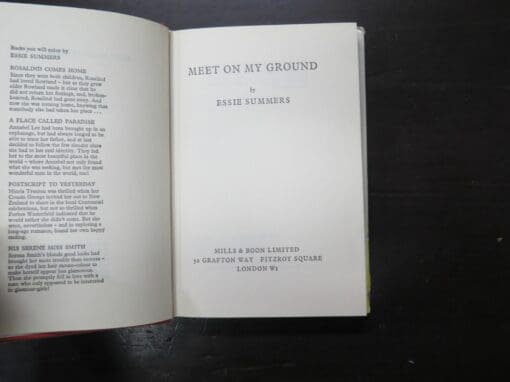 Books you will enjoy by
ESSIE SUMMERS
ROSALIND COMES HOME
Since they were both children, Rosalind
had loved Rowland – but as they grew
older Rowland made it clear that he
did not return her feelings, and, broken-
hearted, Rosalind had gone away. And
now she was coming home, knowing that
somebody else had taken her place . . .
A PLACE CALLED PARADISE
Annabel Lee had been brought up in an
orphanage, but had always longed to be
able to trace her father, and at last
decided to follow the few slender clues
she had to her real identity. They led
her to the most beautiful place in the
world – where Annabel not only found
what she was seeking, but met the most
wonderful man in the world, too!
POSTSCRIPT TO YESTERDAY
Nicola Trenton was thrilled when her
Cousin George invited her out to New
Zealand to share in the local Centennial
celebrations, but not so thrilled when
Forbes Westerfield indicated that he
would rather she didn't come. But she
went, nevertheless – and in exploring a
long-ago romance, found her own happy
ending.
HIS SERENE MISS SMITH
Serena Smith's blonde good looks had
brought her more trouble than success –
so she dyed her hair mouse-colour to
make herself appear less glamorous.
Then she promptly fell in love with a
man who only appeared to be interested
in glamour-girls!
MEET ON MY GROUND
by
ESSIE SUMMERS
MILLS & BOON LIMITED
50 GRAFTON WAY FITZROY SQUARE
LONDON W1